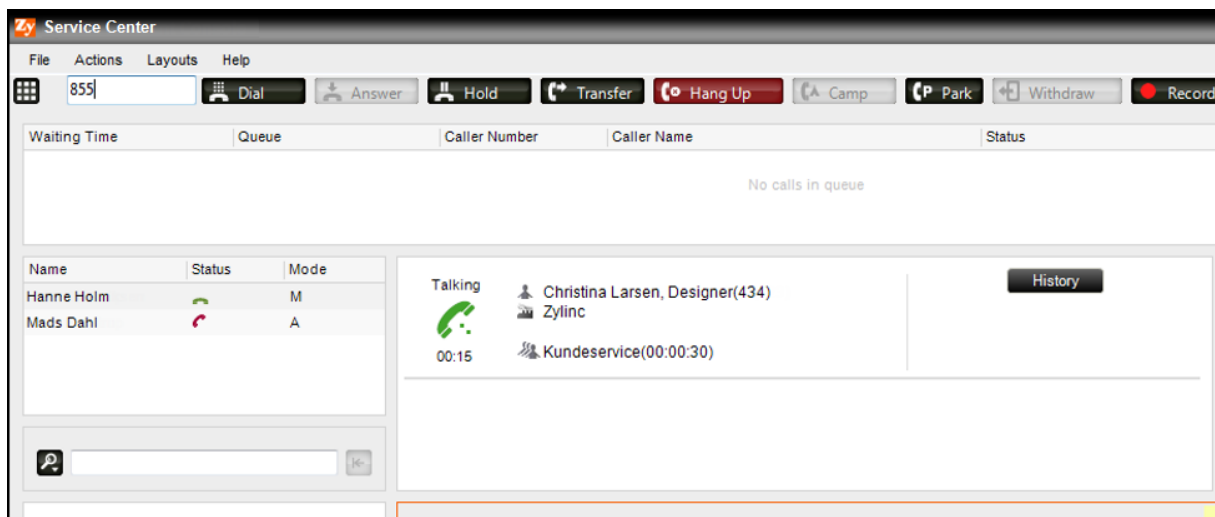 Zy Service Center
File Actions Layouts Help
855 Dial Answer Hold Transfer Hang Up Camp P Park Withdraw Record
Waiting Time Queue Caller Number Caller Name Status
No calls in queue
Name Status Mode
Hanne Holm M
Mads Dahl A
Talking
Christina Larsen, Designer(434)
Zylinc
00:15
Kundeservice(00:00:30)
History